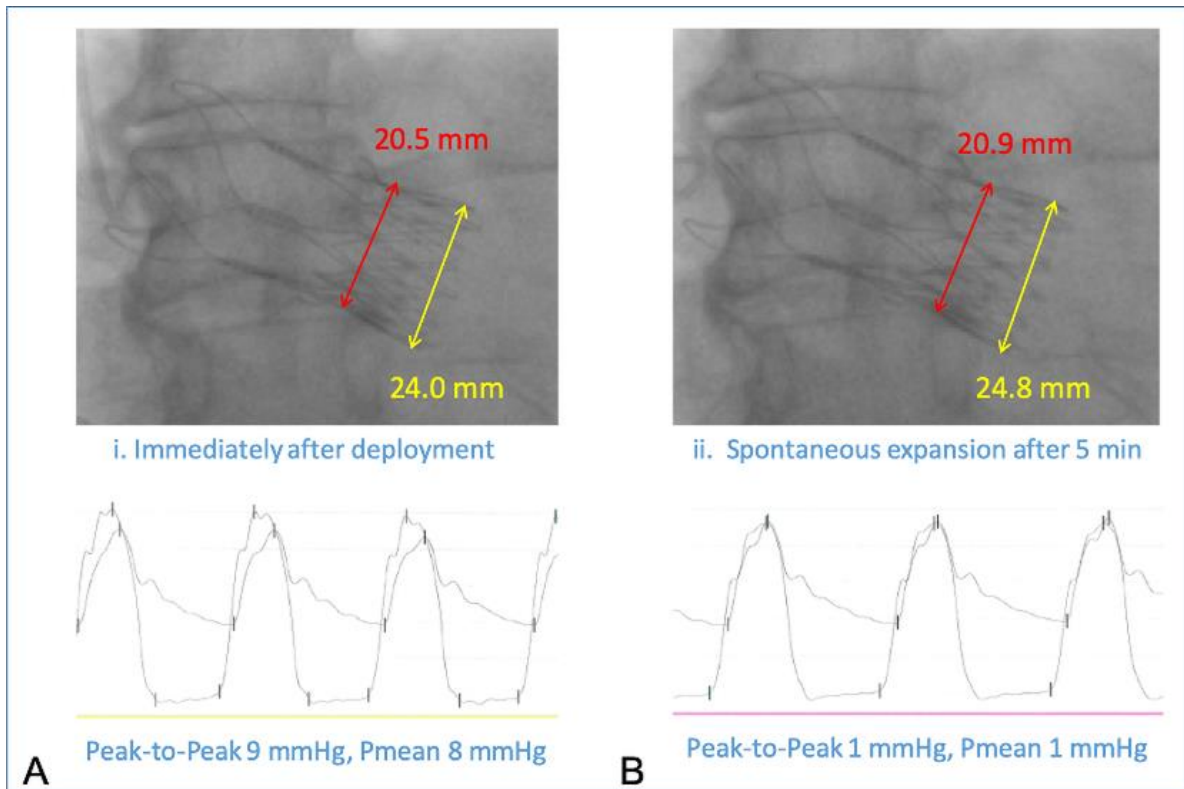 20.5 mm
24.0 mm
i. Immediately after deployment
Peak-to-Peak 9 mmHg, Pmean 8 mmHg
A
20.9 mm
24.8 mm
ii. Spontaneous expansion after 5 min
Peak-to-Peak 1 mmHg, Pmean 1 mmHg
B